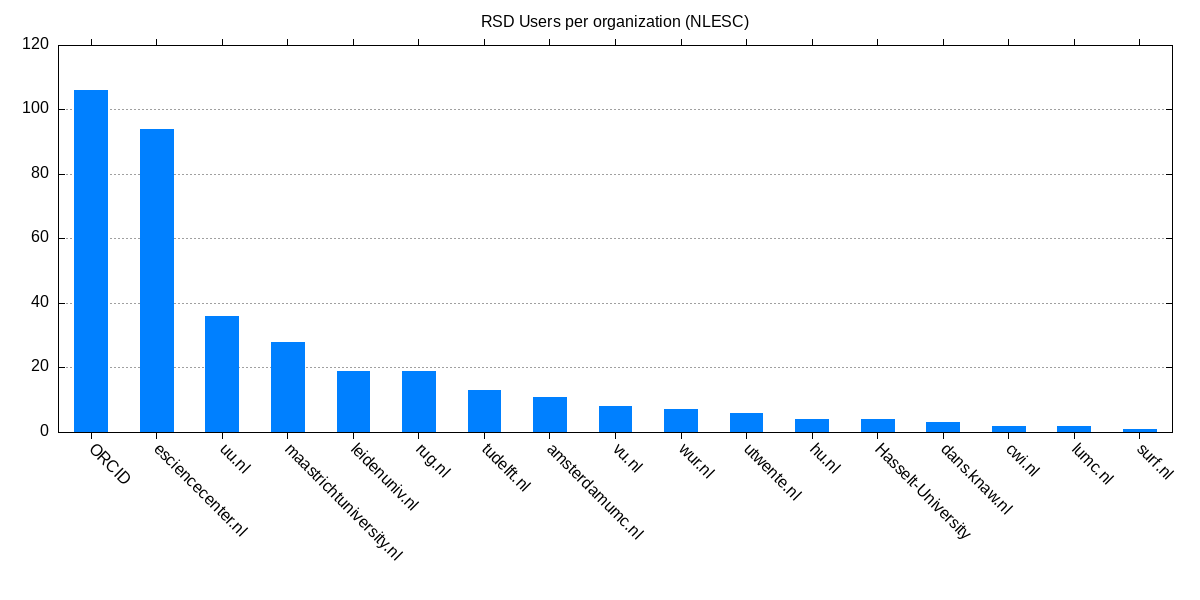 RSD Users per organization (NLESC)
120
100
80
60
40
20
0
ORCID
esciencecenter.nl
uu.nl
maastrichtuniversity.nl
leidenuniv.nl
rug.nl
tudelft.nl
amsterdamumc.nl
vu.nl
wur.nl
utwente.nl
hu.nl
Hasselt-University
dans.knaw.nl
cwi.nl
lumc.nl
surf.nl